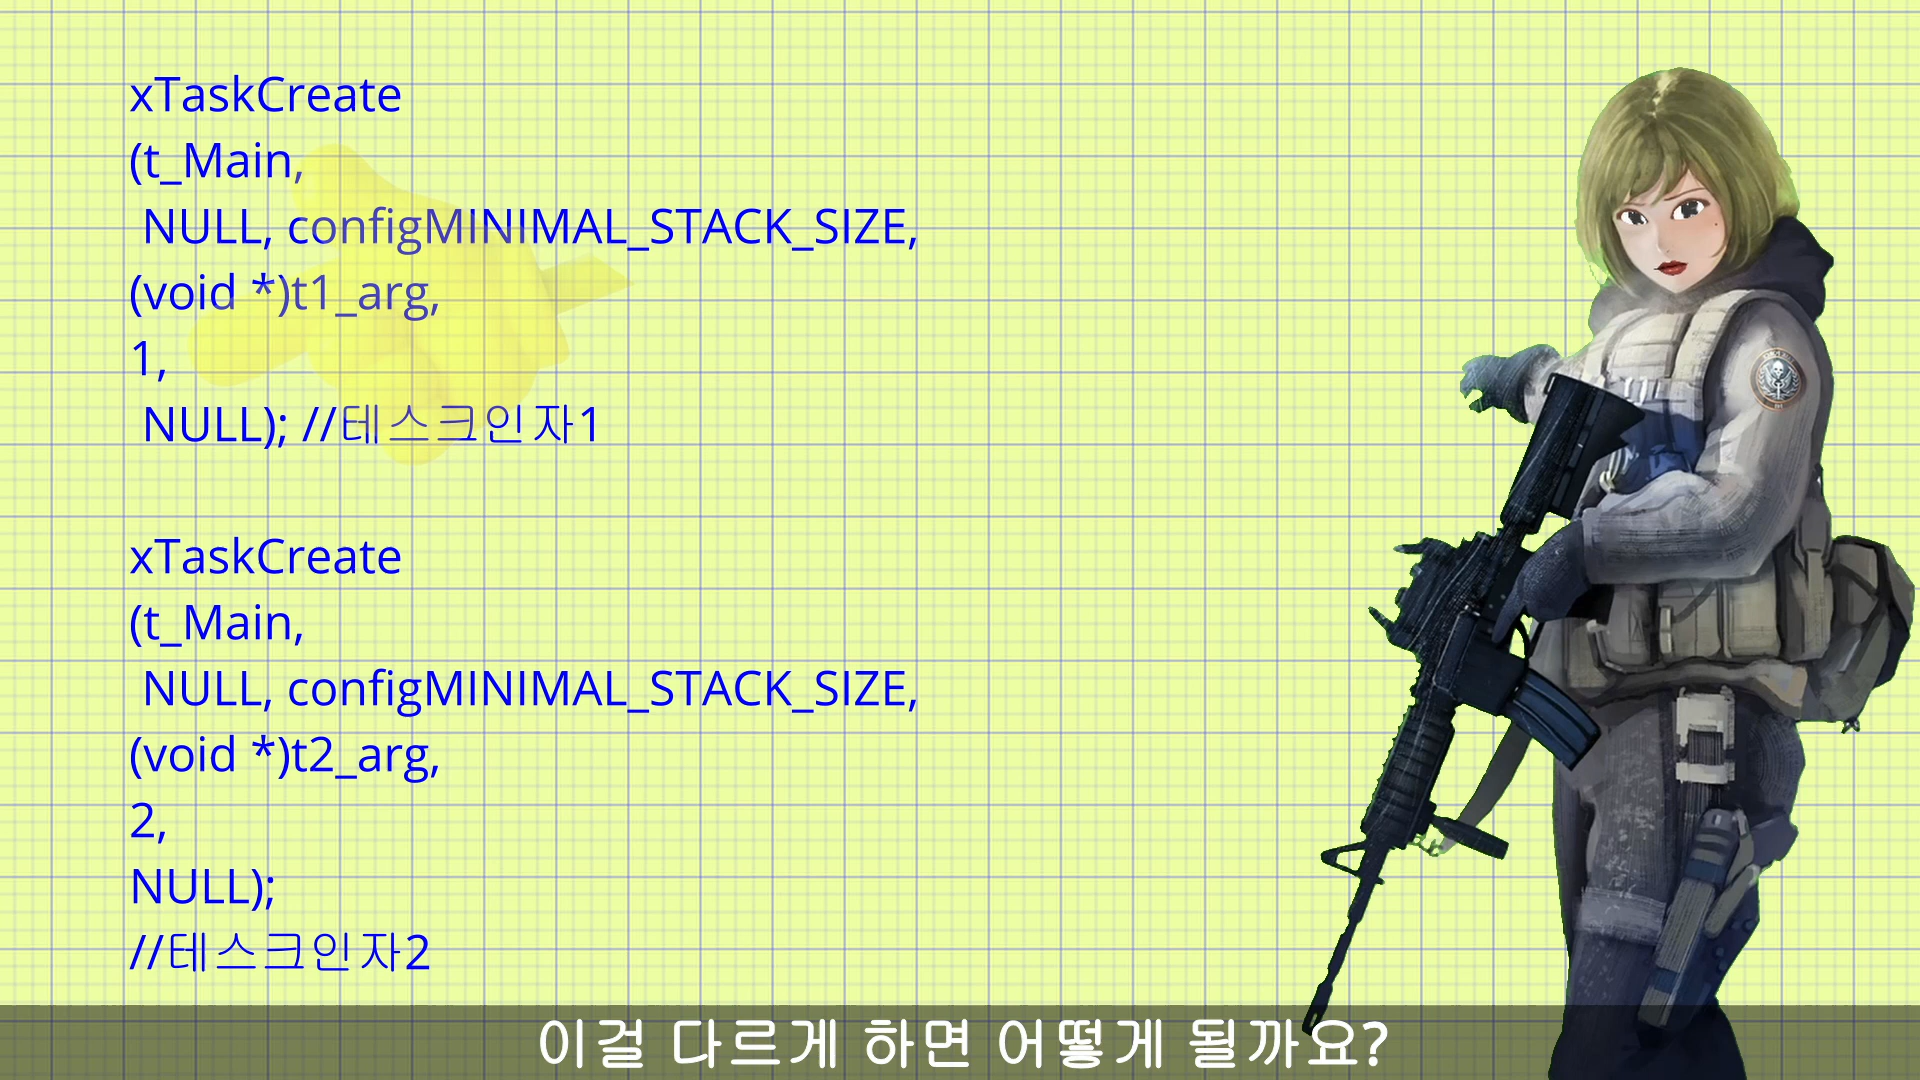 xTaskCreate
(t_Main,
NULL, configMINIMAL_STACK_SIZE,
(void *)t1_arg,
1,
NULL); //테스크인자1
xTaskCreate
(t_Main,
NULL, configMINIMAL_STACK_SIZE,
(void *)t2_arg,
2,
NULL);
//테스크인자2
이걸 다르게 하면 어떻게 될까요?